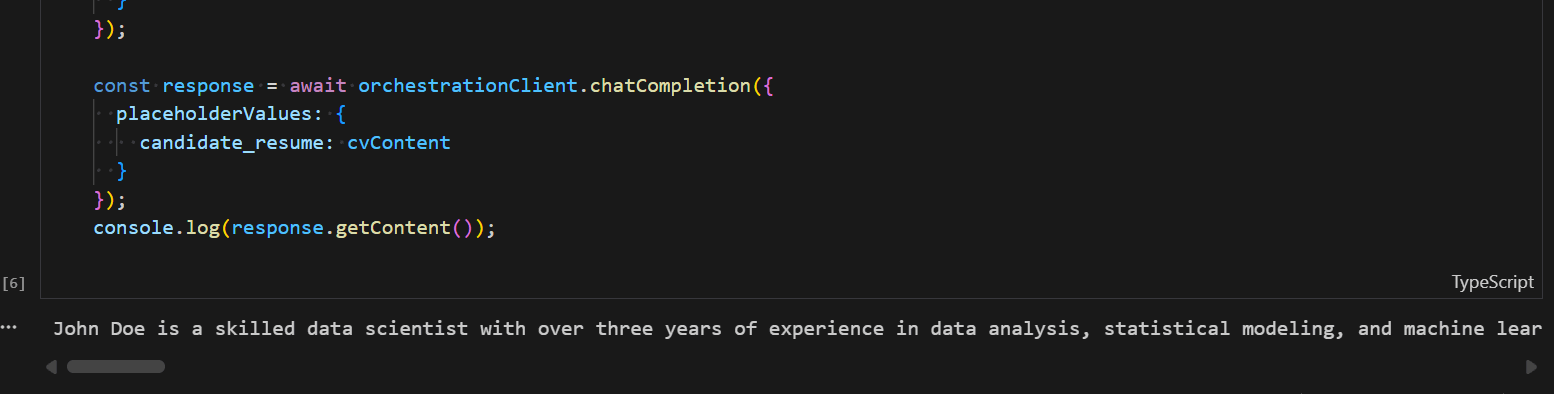 }
});
const response = await orchestrationClient.chatCompletion({
placeholderValues: {
candidate_resume: cvContent
}
});
console.log(response.getContent());
[6]
TypeScript
... John Doe is a skilled data scientist with over three years of experience in data analysis, statistical modeling, and machine lear